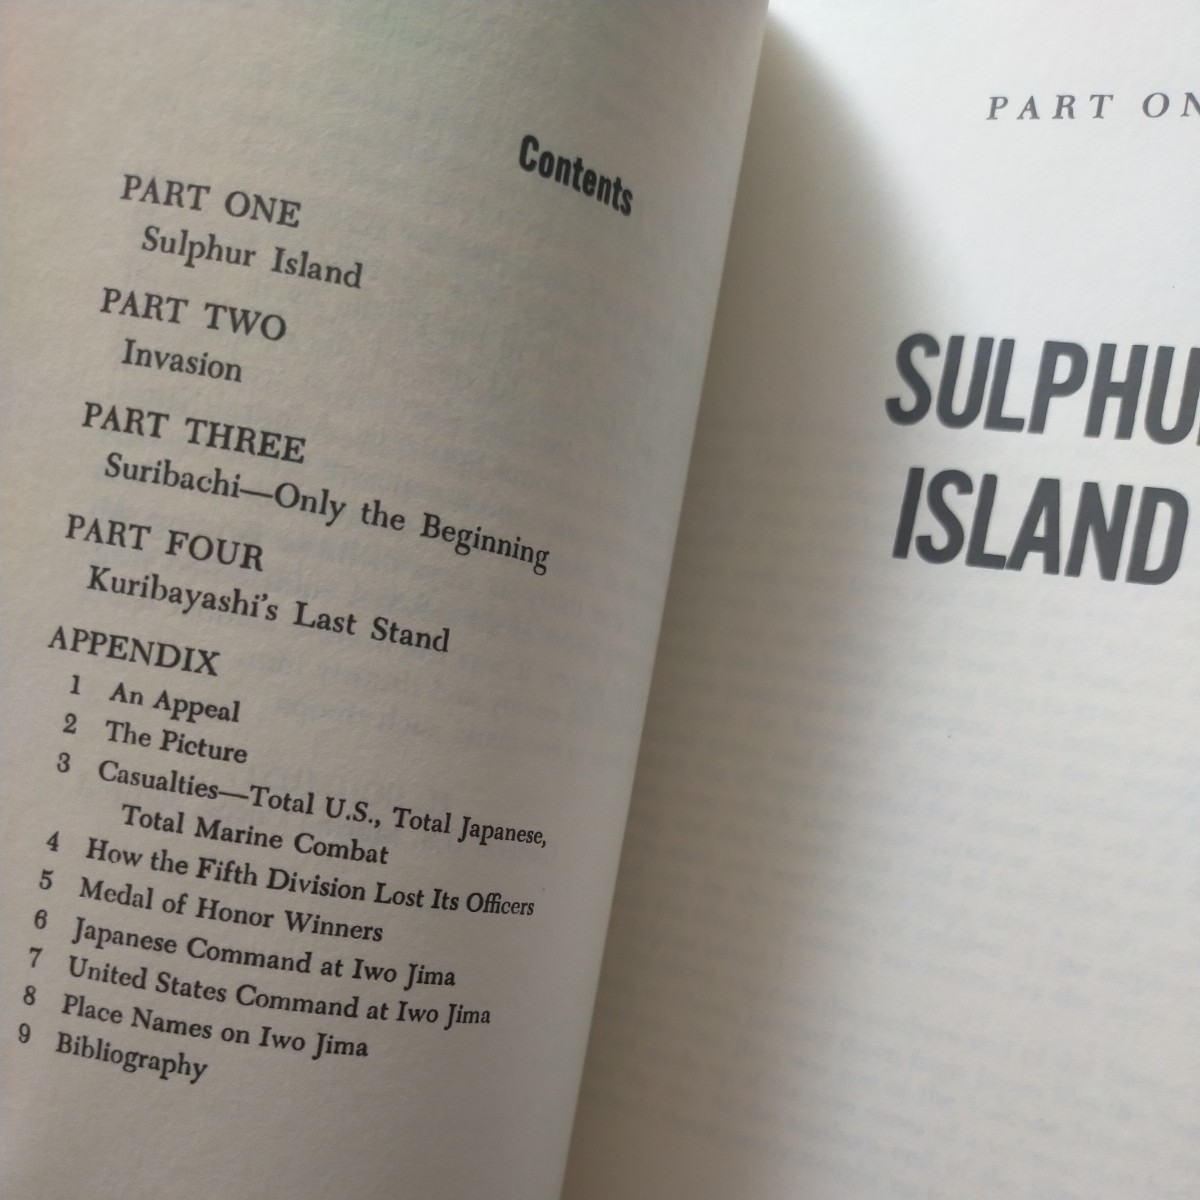 Contents
PART ONE
Sulphur Island
PART TWO
Invasion
PART THREE
Suribachi—Only the Beginning
PART FOUR
Kuribayashi's Last Stand
APPENDIX
1 An Appeal
2 The Picture
3 Casualties—Total U.S., Total Japanese,
Total Marine Combat
4 How the Fifth Division Lost Its Officers
5 Medal of Honor Winners
6 Japanese Command at Iwo Jima
7 United States Command at Iwo Jima
8 Place Names on Iwo Jima
9 Bibliography
PART ON
SULPHU
ISLAND